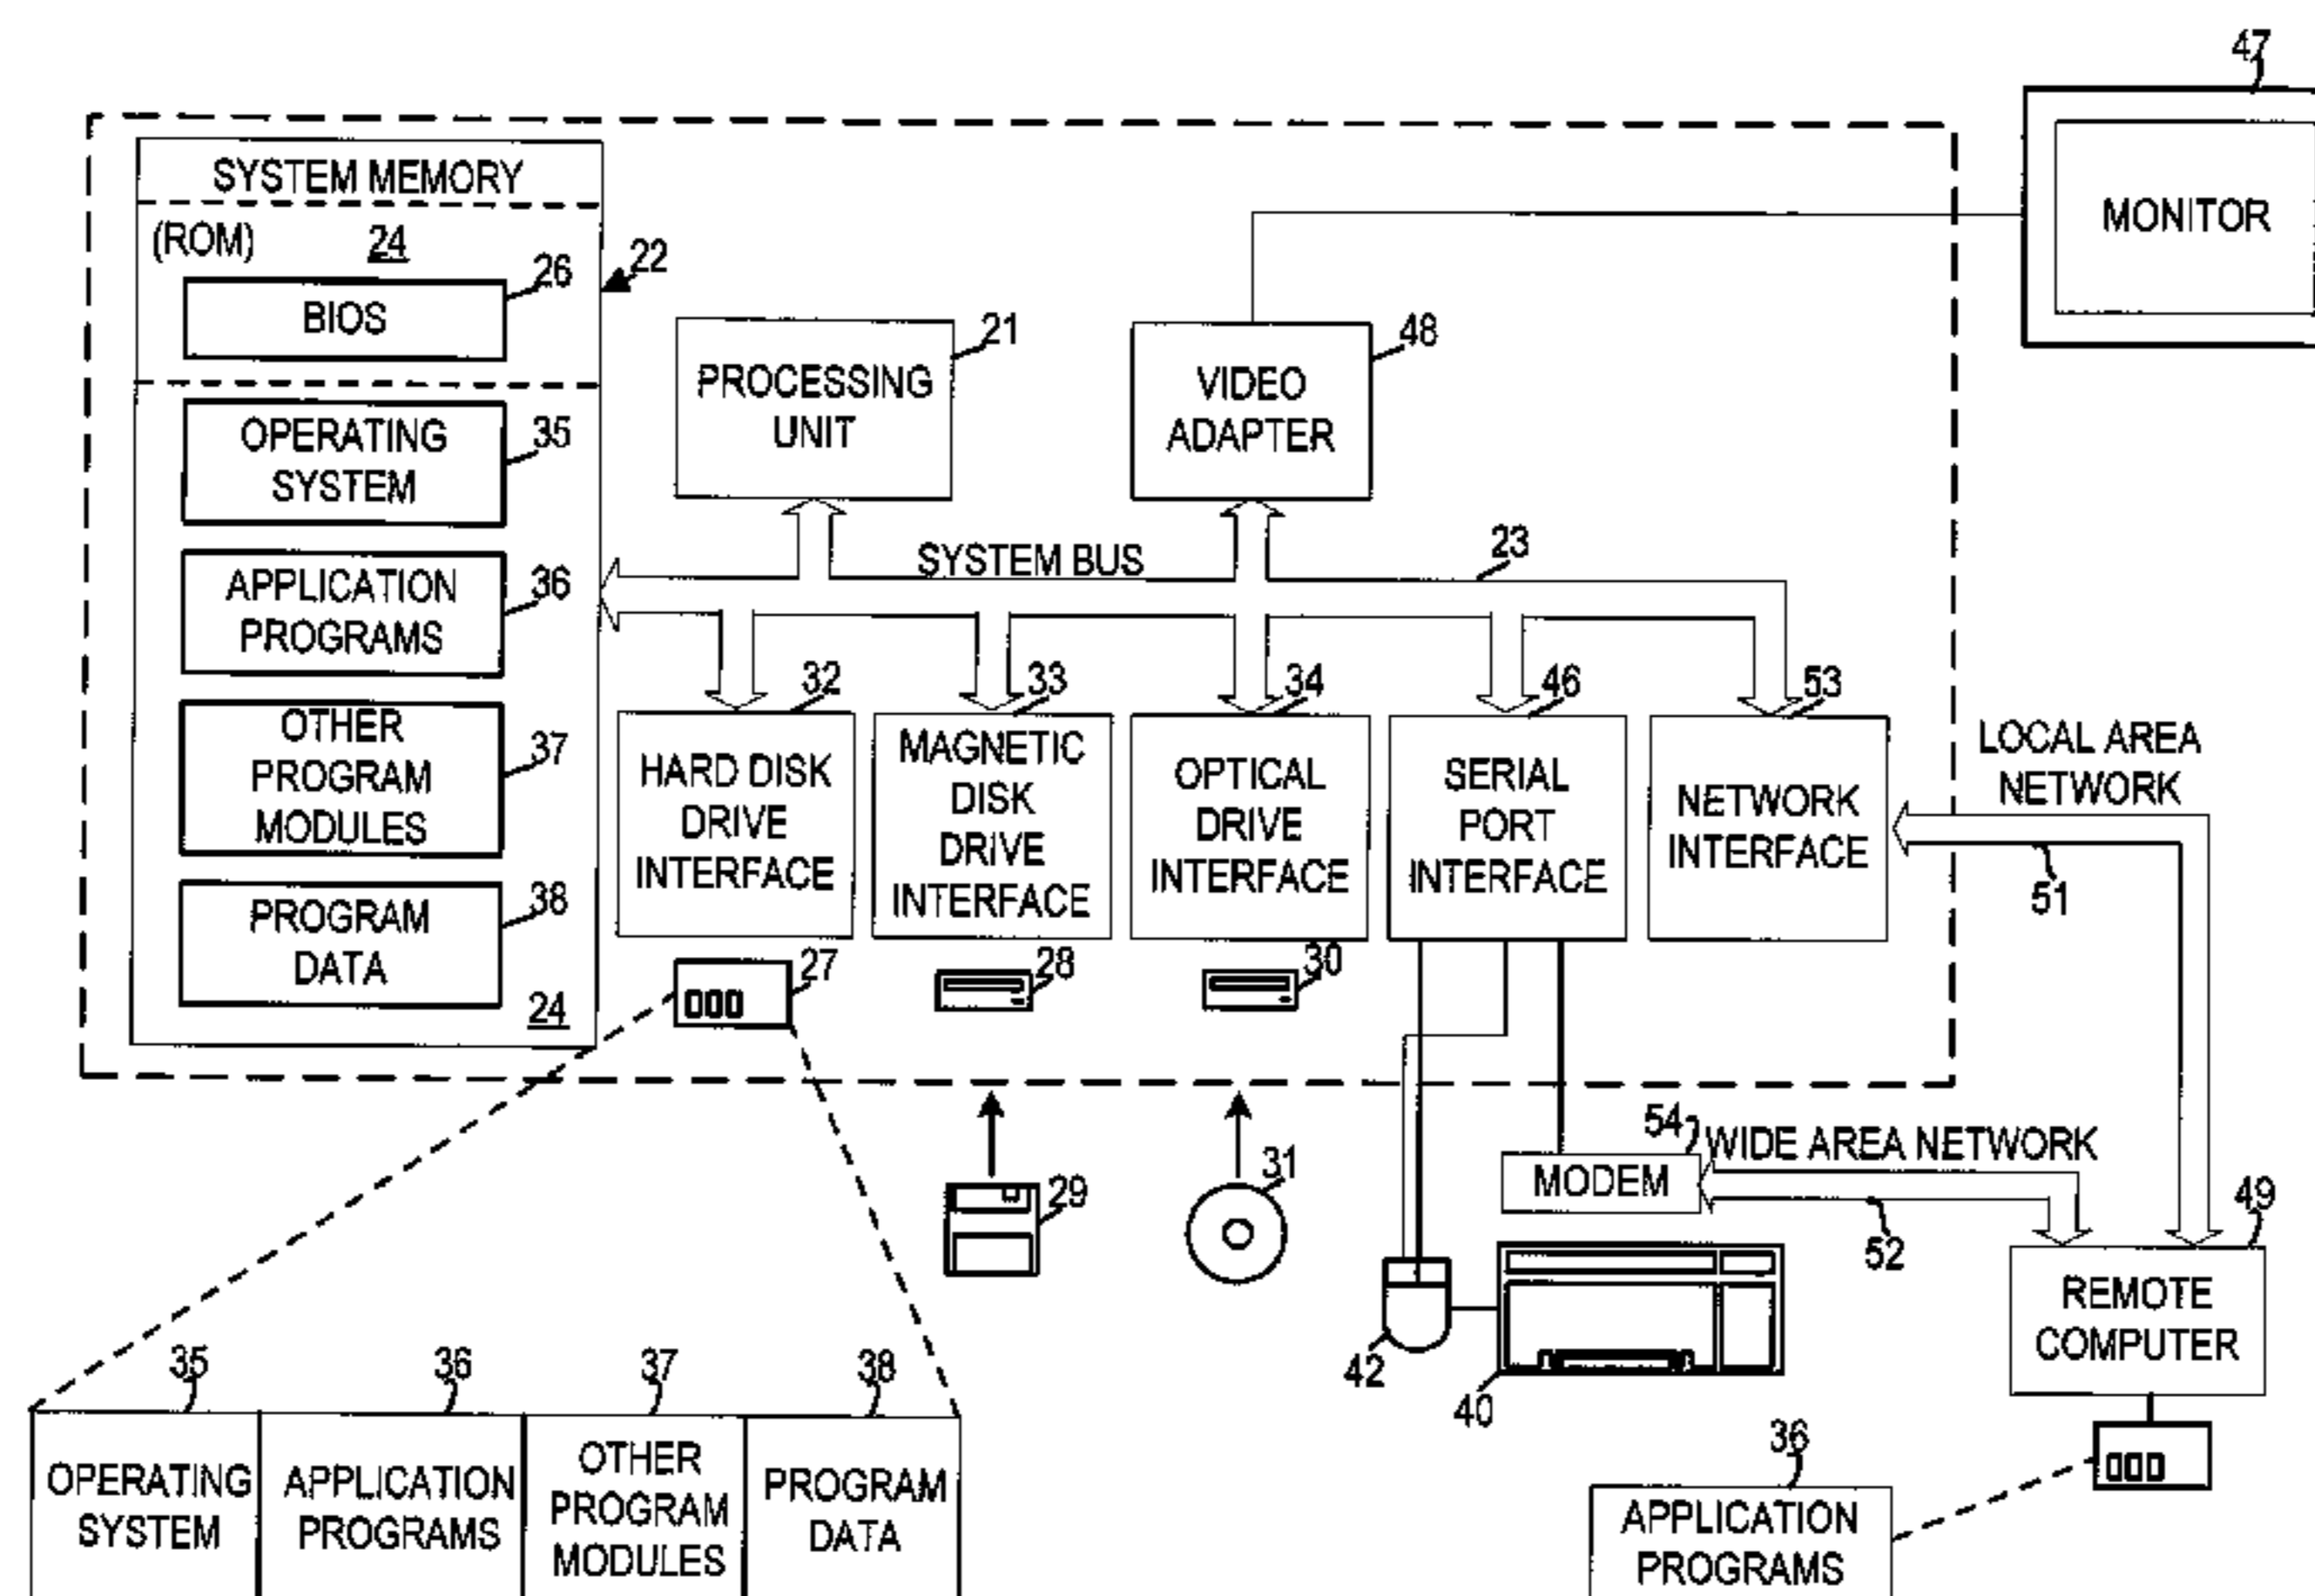 47
SYSTEM MEMORY
(ROM) 24
22
26
BIOS
MONITOR
21
PROCESSING
UNIT
48
VIDEO
ADAPTER
35
OPERATING
SYSTEM
SYSTEM BUS
23
36
APPLICATION
PROGRAMS
37
OTHER
PROGRAM
MODULES
38
PROGRAM
DATA
24
32
HARD DISK
DRIVE
INTERFACE
33
MAGNETIC
DISK
DRIVE
INTERFACE
34
OPTICAL
DRIVE
INTERFACE
46
SERIAL
PORT
INTERFACE
53
NETWORK
INTERFACE
LOCAL AREA
NETWORK
51
27
28
30
29
31
54
WIDE AREA NETWORK
MODEM
52
49
REMOTE
COMPUTER
42
40
35
OPERATING
SYSTEM
36
APPLICATION
PROGRAMS
37
OTHER
PROGRAM
MODULES
38
PROGRAM
DATA
36
APPLICATION
PROGRAMS